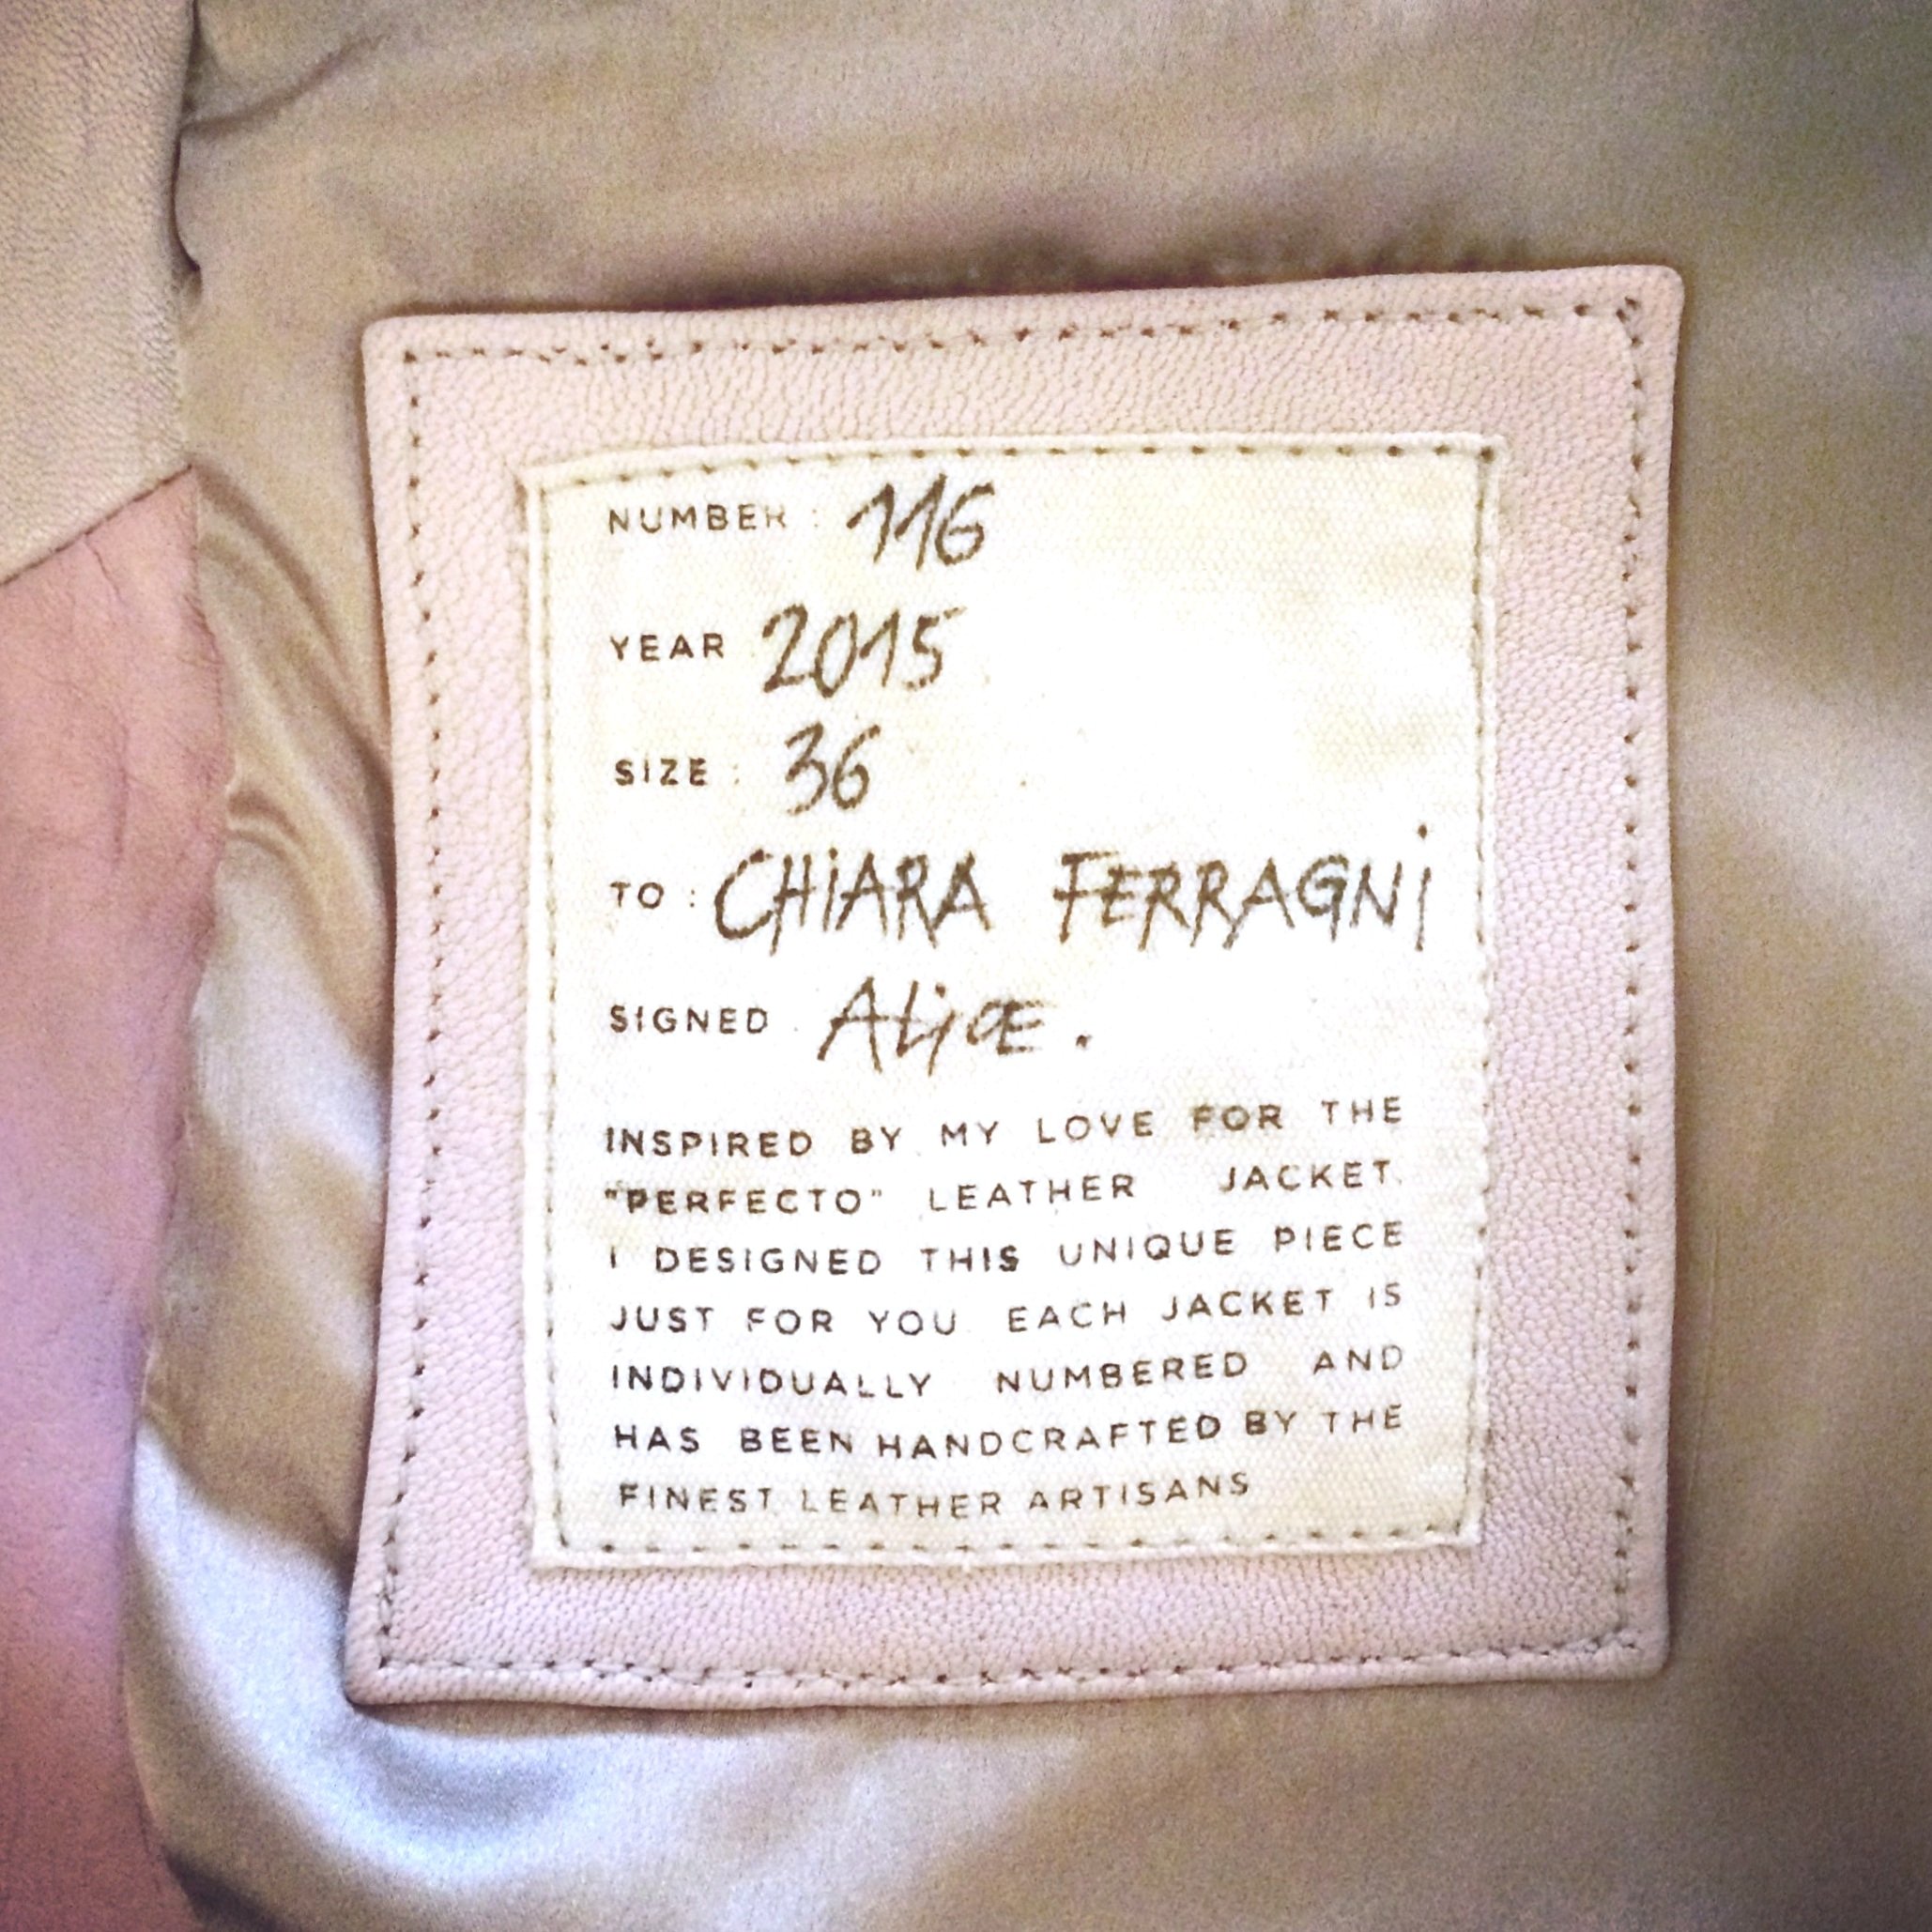 NUMBER : 116
YEAR 2015
SIZE : 36
TO : CHiARA FERRAGNi
SIGNED . AliCE .
INSPIRED BY MY LOVE FOR THE
"PERFECTO" LEATHER JACKET.
I DESIGNED THIS UNIQUE PIECE
JUST FOR YOU EACH JACKET IS
INDIVIDUALLY NUMBERED AND
HAS BEEN HANDCRAFTED BY THE
FINEST LEATHER ARTISANS